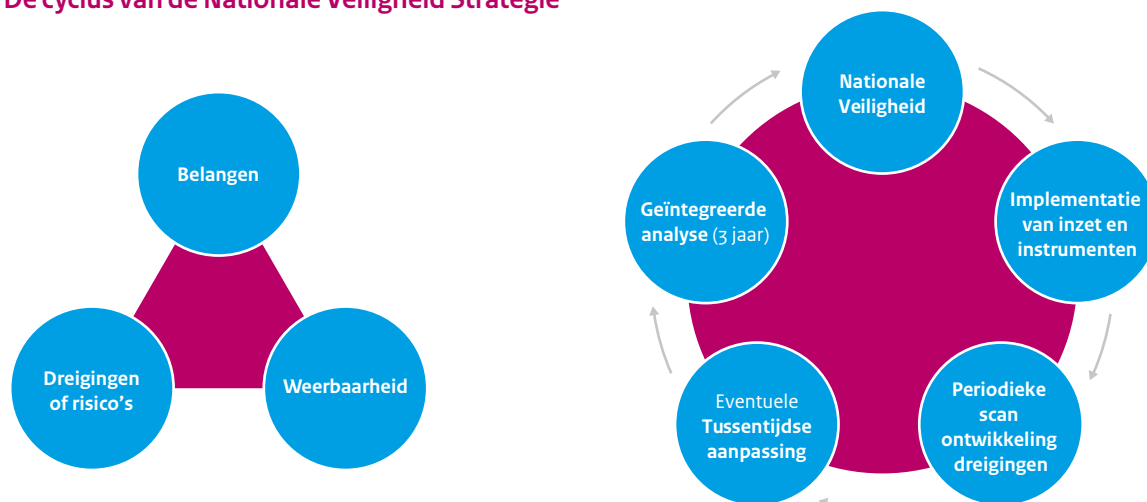 De cyclus van de Nationale Veiligheid Strategie
Belangen
Dreigingen
of risico's
Weerbaarheid
Nationale
Veiligheid
Implementatie
van inzet en
instrumenten
Periodieke
scan
ontwikkeling
dreigingen
Eventuele
Tussentijdse
aanpassing
Geïntegreerde
analyse (3 jaar)